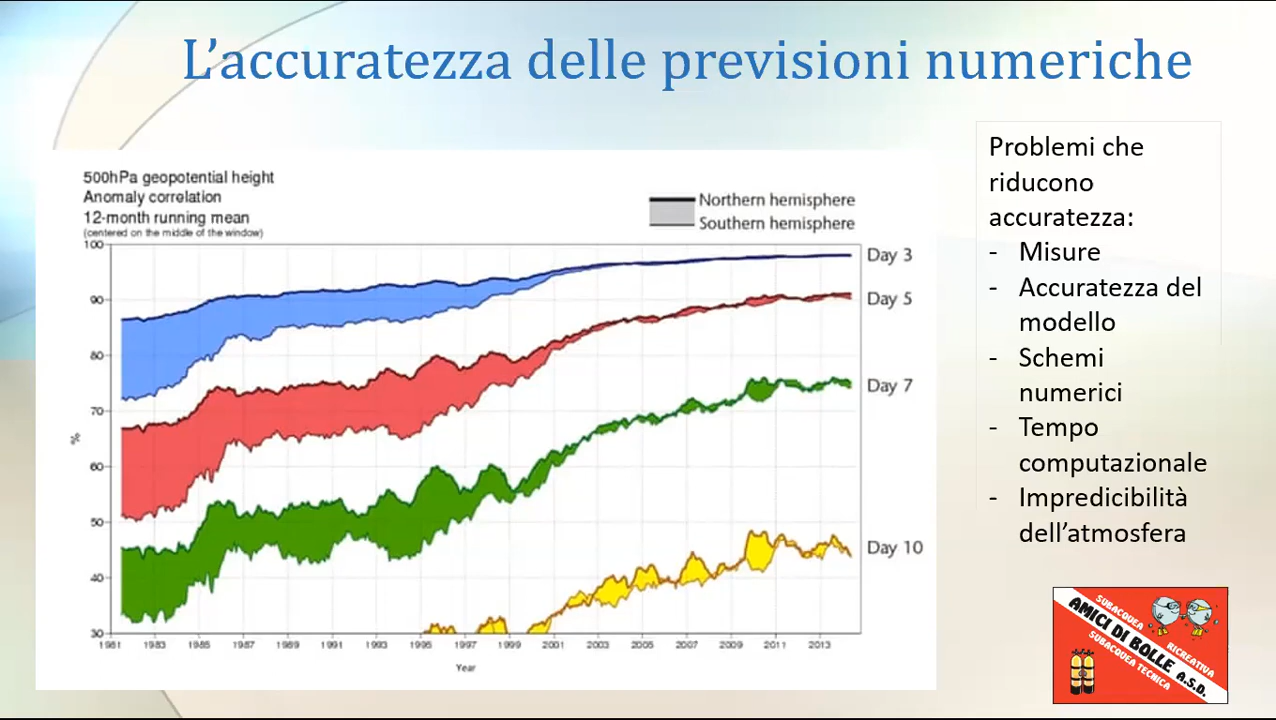 L’accuratezza delle previsioni numeriche
500hPa geopotential height
Anomaly correlation
12-month running mean
(centered on the middle of the window)
Northern hemisphere
Southern hemisphere
100
90
80
70
60
50
40
30
%
1981 1983 1985 1987 1989 1991 1993 1995 1997 1999 2001 2003 2005 2007 2009 2011 2013
Year
Day 3
Day 5
Day 7
Day 10
Problemi che
riducono
accuratezza:
- Misure
- Accuratezza del
modello
- Schemi
numerici
- Tempo
computazionale
- Impredicibilità
dell’atmosfera
SUBACQUEA RICREATIVA
AMICI DI BOLLE A.S.D.
SUBACQUEA TECNICA